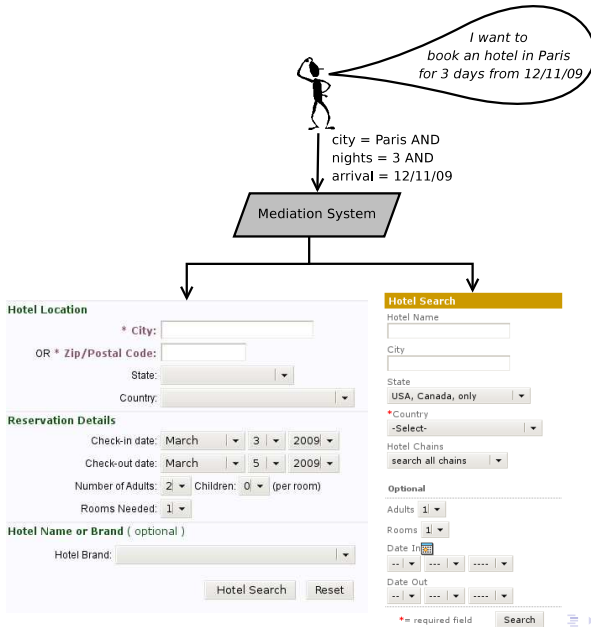 I want to
book an hotel in Paris
for 3 days from 12/11/09
city = Paris AND
nights = 3 AND
arrival = 12/11/09
Mediation System
Hotel Location
* City:
OR * Zip/Postal Code:
State:
Country:
Reservation Details
Check-in date: March 3 2009
Check-out date: March 5 2009
Number of Adults: 2 Children: 0 (per room)
Rooms Needed: 1
Hotel Name or Brand ( optional )
Hotel Brand:
Hotel Search Reset
Hotel Search
Hotel Name
City
State
USA, Canada, only
*Country
-Select-
Hotel Chains
search all chains
Optional
Adults 1
Rooms 1
Date In
-- --- ----
Date Out
-- --- ----
*= required field Search